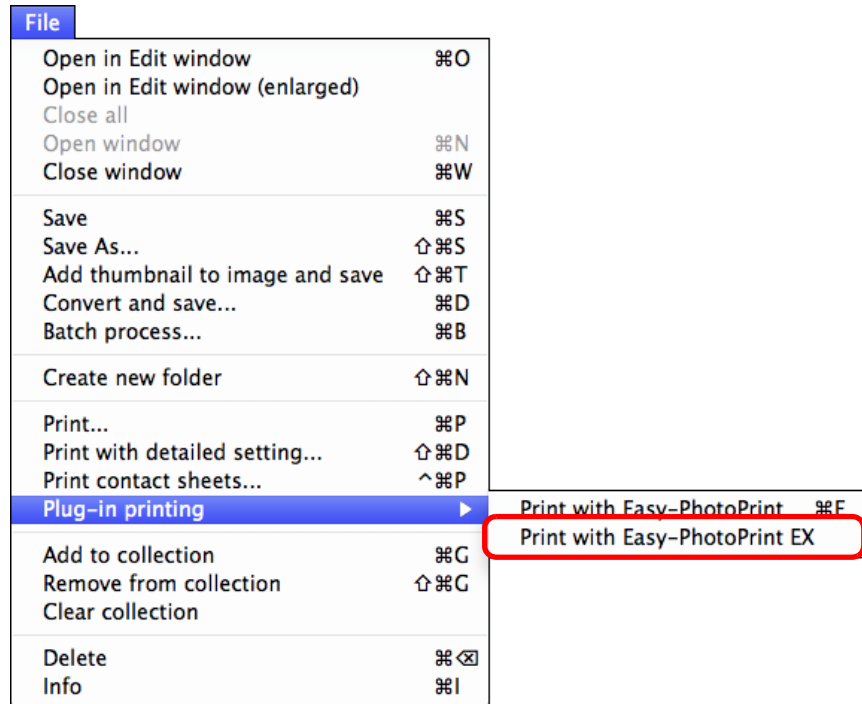 File
Open in Edit window ⌘O
Open in Edit window (enlarged)
Close all
Open window ⌘N
Close window ⌘W
Save ⌘S
Save As... ⇧⌘S
Add thumbnail to image and save ⇧⌘T
Convert and save... ⌘D
Batch process... ⌘B
Create new folder ⇧⌘N
Print... ⌘P
Print with detailed setting... ⇧⌘D
Print contact sheets... ^⌘P
Plug-in printing ▶
Print with Easy-PhotoPrint ⌘F
Print with Easy-PhotoPrint EX
Add to collection ⌘G
Remove from collection ⇧⌘G
Clear collection
Delete ⌘⌫
Info ⌘I